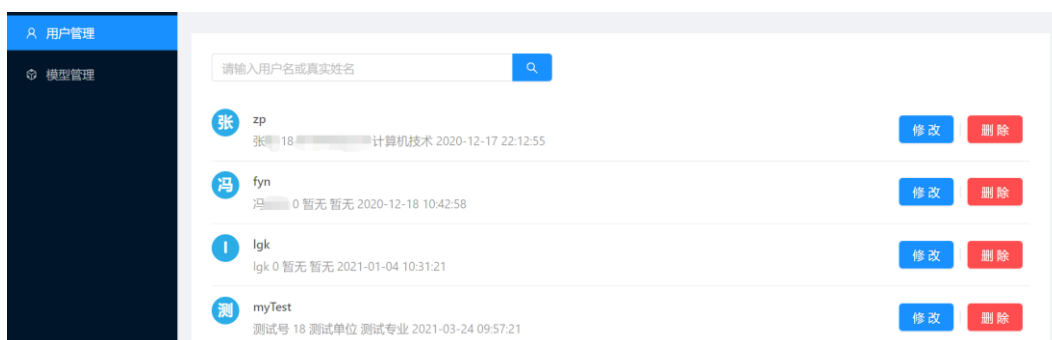 用户管理
模型管理
请输入用户名或真实姓名
张
zp
张 18 计算机技术 2020-12-17 22:12:55
修 改
删 除
冯
fyn
冯 0 暂无 暂无 2020-12-18 10:42:58
修 改
删 除
l
lgk
lgk 0 暂无 暂无 2021-01-04 10:31:21
修 改
删 除
测
myTest
测试号 18 测试单位 测试专业 2021-03-24 09:57:21
修 改
删 除